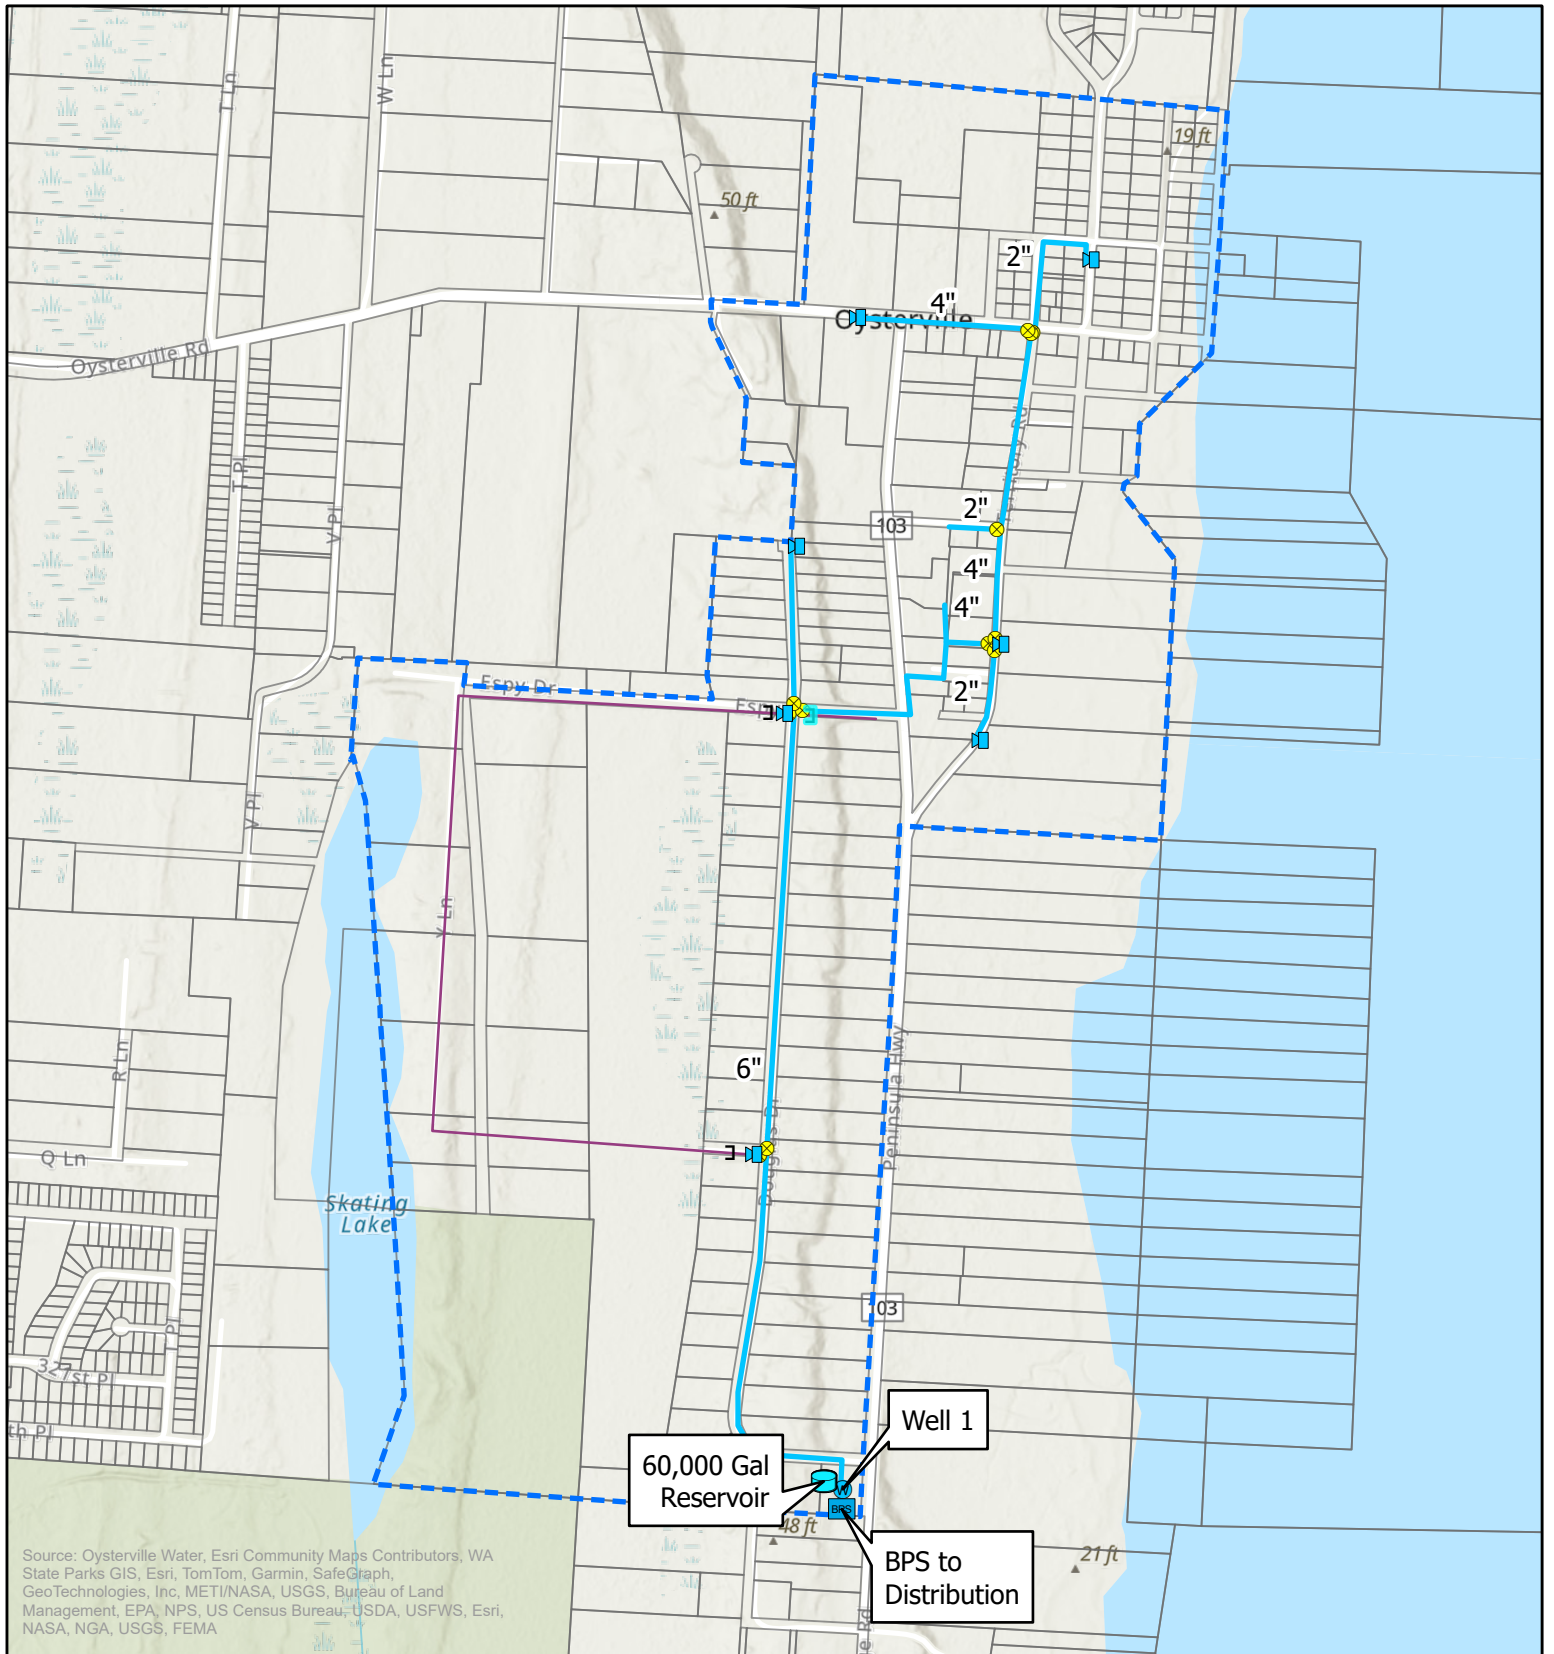 T Ln
W Ln
19 ft
50 ft
2"
4"
Oysterville
Oysterville Rd
T Pl
V Pl
103
2"
4"
4"
2"
Espy Dr
V Pl
Y Ln
6"
Peninsula Hwy
R Ln
Q Ln
Skating
Lake
I Pl
103
327st Pl
th Pl
Well 1
60,000 Gal
Reservoir
W
BPS
48 ft
BPS to
Distribution
21 ft
Source: Oysterville Water, Esri Community Maps Contributors, WA
State Parks GIS, Esri, TomTom, Garmin, SafeGraph,
GeoTechnologies, Inc, METI/NASA, USGS, Bureau of Land
Management, EPA, NPS, US Census Bureau, USDA, USFWS, Esri,
NASA, NGA, USGS, FEMA